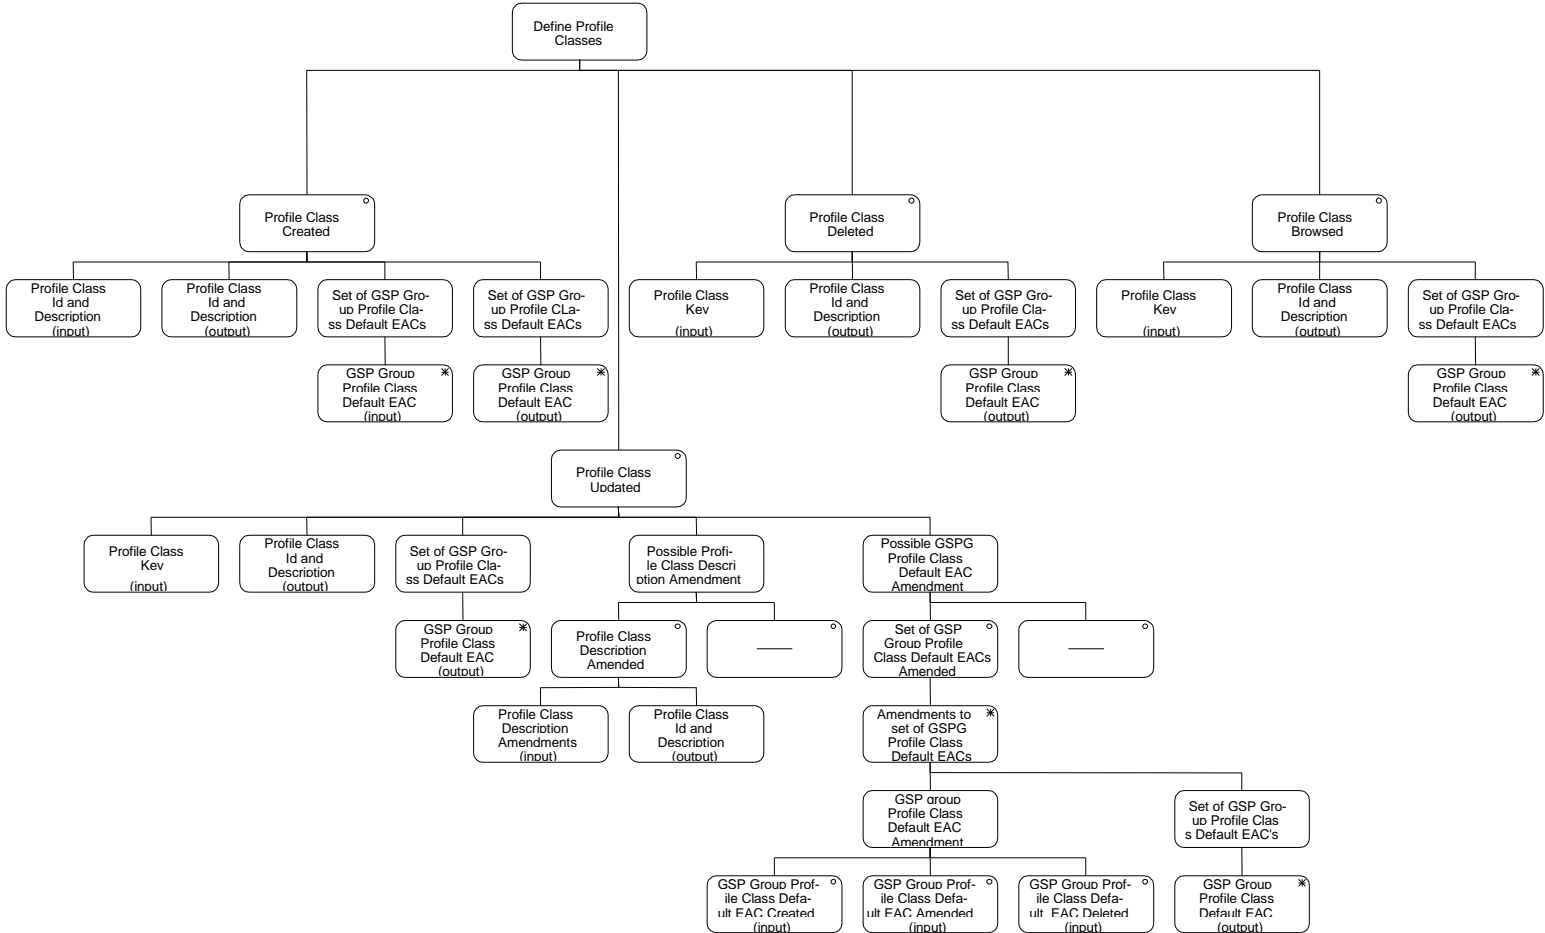 Define Profile
Classes
Profile Class
Created
Profile Class
Deleted
Profile Class
Browsed
Profile Class
Id and
Description
(input)
Profile Class
Id and
Description
(output)
Set of GSP Gro-
up Profile Cla-
ss Default EACs
Set of GSP Gro-
up Profile CLa-
ss Default EACs
Profile Class
Key
(input)
Profile Class
Id and
Description
(output)
Set of GSP Gro-
up Profile Cla-
ss Default EACs
Profile Class
Key
(input)
Profile Class
Id and
Description
(output)
Set of GSP Gro-
up Profile Cla-
ss Default EACs
GSP Group
Profile Class
Default EAC
(input)
GSP Group
Profile Class
Default EAC
(output)
GSP Group
Profile Class
Default EAC
(output)
GSP Group
Profile Class
Default EAC
(output)
Profile Class
Updated
Profile Class
Key
(input)
Profile Class
Id and
Description
(output)
Set of GSP Gro-
up Profile Cla-
ss Default EACs
Possible Profi-
le Class Descri
ption Amendment
Possible GSPG
Profile Class
Default EAC
Amendment
GSP Group
Profile Class
Default EAC
(output)
Profile Class
Description
Amended
Set of GSP
Group Profile
Class Default EACs
Amended
Profile Class
Description
Amendments
(input)
Profile Class
Id and
Description
(output)
Amendments to
set of GSPG
Profile Class
Default EACs
GSP group
Profile Class
Default EAC
Amendment
Set of GSP Gro-
up Profile Clas
s Default EAC's
GSP Group Prof-
ile Class Defa-
ult EAC Created
(input)
GSP Group Prof-
ile Class Defa-
ult EAC Amended
(input)
GSP Group Prof-
ile Class Defa-
ult EAC Deleted
(input)
GSP Group
Profile Class
Default EAC
(output)